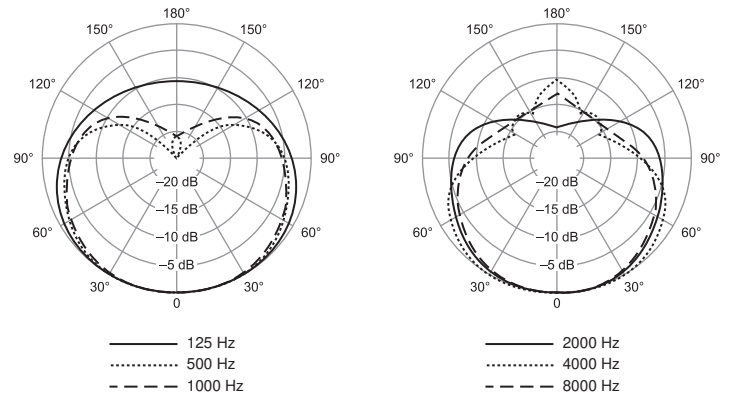 180° 180°
150° 150° 150° 150°
120° 120° 120° 120°
90° 90° 90° 90°
–20 dB –20 dB
–15 dB –15 dB
60° 60° 60° 60°
–10 dB –10 dB
–5 dB –5 dB
30° 30° 30° 30°
0 0
125 Hz 2000 Hz
500 Hz 4000 Hz
1000 Hz 8000 Hz